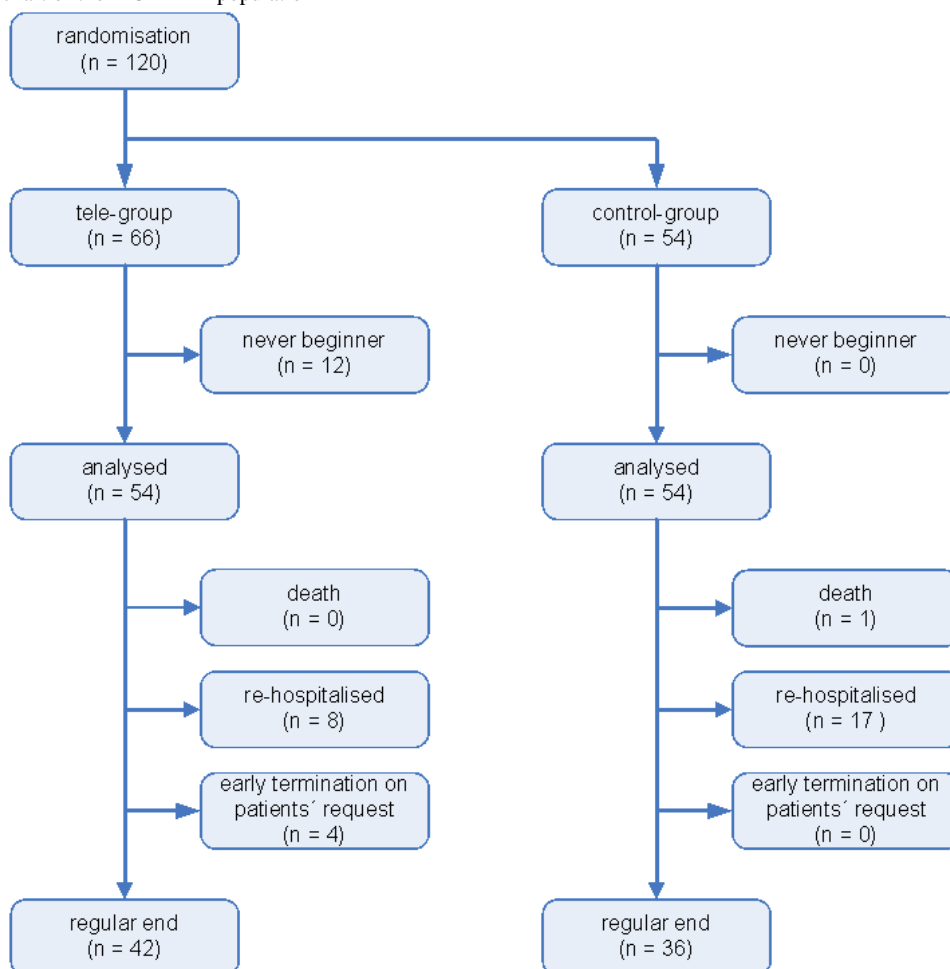 population
randomisation
(n = 120)
tele-group
(n = 66)
control-group
(n = 54)
never beginner
(n = 12)
never beginner
(n = 0)
analysed
(n = 54)
analysed
(n = 54)
death
(n = 0)
death
(n = 1)
re-hospitalised
(n = 8)
re-hospitalised
(n = 17 )
early termination on
patients´ request
(n = 4)
early termination on
patients´ request
(n = 0)
regular end
(n = 42)
regular end
(n = 36)